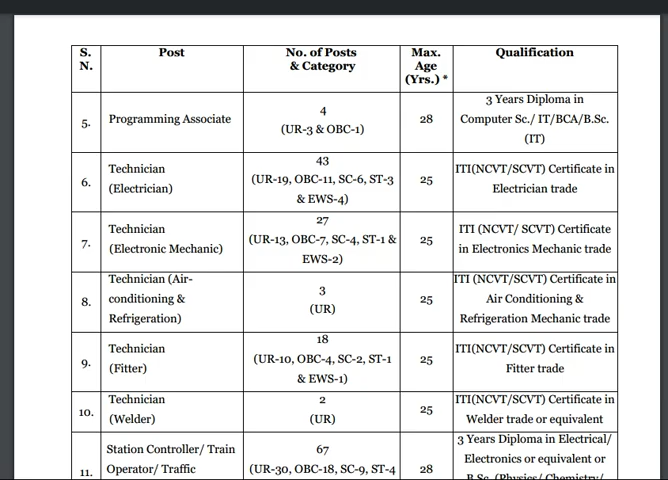 S. N. Post No. of Posts & Category Max. Age (Yrs.) * Qualification
5. Programming Associate 4 (UR-3 & OBC-1) 28 3 Years Diploma in Computer Sc./ IT/BCA/B.Sc. (IT)
6. Technician (Electrician) 43 (UR-19, OBC-11, SC-6, ST-3 & EWS-4) 25 ITI(NCVT/SCVT) Certificate in Electrician trade
7. Technician (Electronic Mechanic) 27 (UR-13, OBC-7, SC-4, ST-1 & EWS-2) 25 ITI (NCVT/ SCVT) Certificate in Electronics Mechanic trade
8. Technician (Air-conditioning & Refrigeration) 3 (UR) 25 ITI (NCVT/SCVT) Certificate in Air Conditioning & Refrigeration Mechanic trade
9. Technician (Fitter) 18 (UR-10, OBC-4, SC-2, ST-1 & EWS-1) 25 ITI(NCVT/SCVT) Certificate in Fitter trade
10. Technician (Welder) 2 (UR) 25 ITI(NCVT/SCVT) Certificate in Welder trade or equivalent
11. Station Controller/ Train Operator/ Traffic 67 (UR-30, OBC-18, SC-9, ST-4 28 3 Years Diploma in Electrical/ Electronics or equivalent or B.Sc. (Physics/ Chemistry/